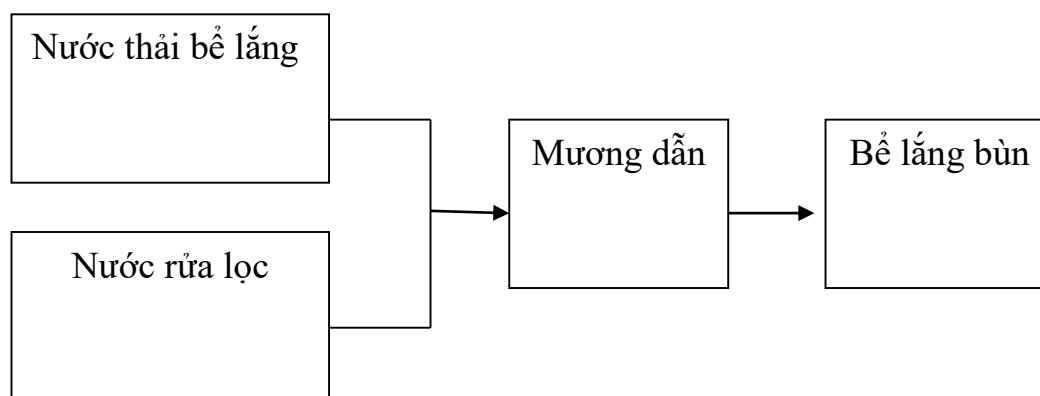 Nước thải bể lắng
Nước rửa lọc
Mương dẫn
Bể lắng bùn